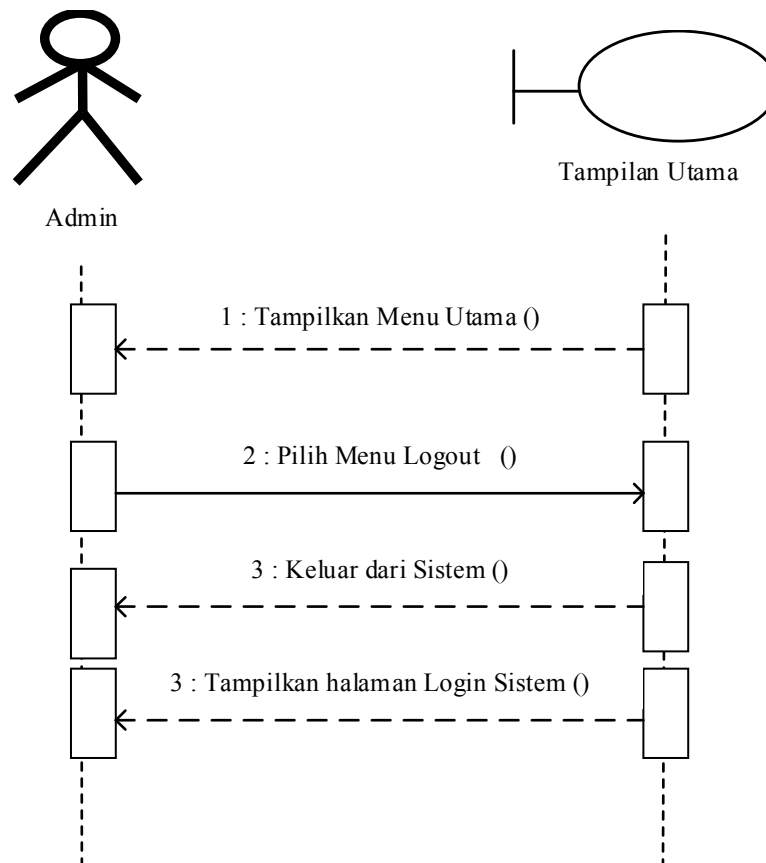 Tampilan Utama
Admin
1 : Tampilkan Menu Utama ()
2 : Pilih Menu Logout ()
3 : Keluar dari Sistem ()
3 : Tampilkan halaman Login Sistem ()